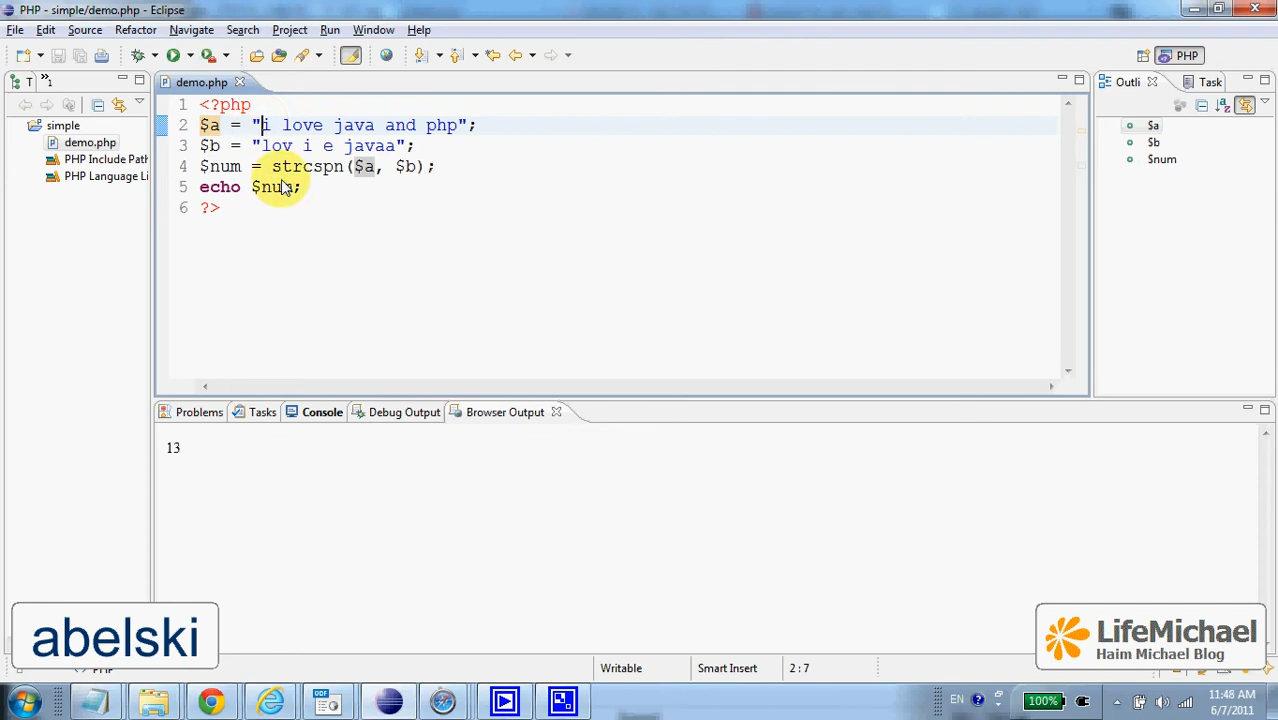 PHP - simple/demo.php - Eclipse
File Edit Source Refactor Navigate Search Project Run Window Help
PHP
T »1
demo.php
Outli Task
simple
demo.php
PHP Include Path
PHP Language Li
1 <?php
2 $a = "i love java and php";
3 $b = "lov i e javaa";
4 $num = strcspn($a, $b);
5 echo $num;
6 ?>
$a
$b
$num
Problems Tasks Console Debug Output Browser Output
13
abelski
LifeMichael
Haim Michael Blog
PHP Writable Smart Insert 2:7
EN 100% 11:48 AM
6/7/2011